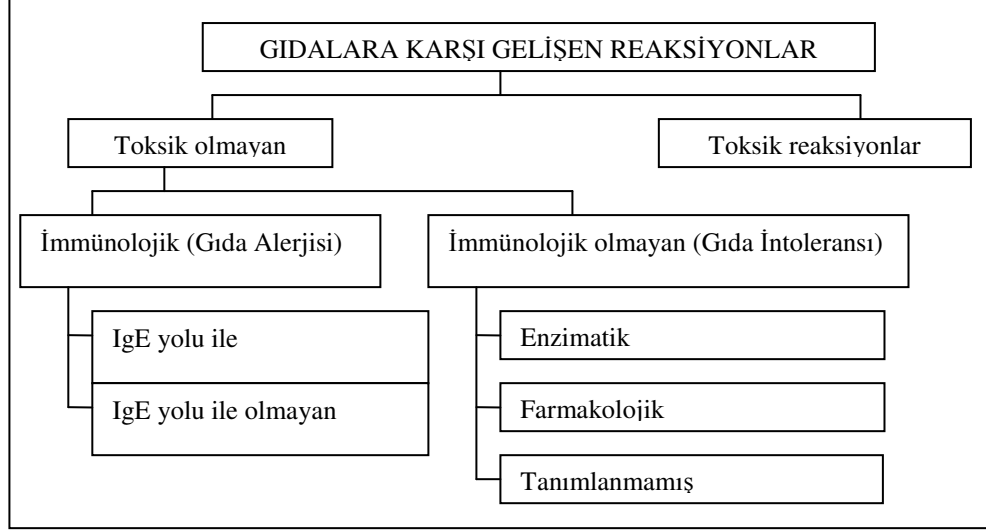 GIDALARA KARŞI GELİŞEN REAKSİYONLAR
Toksik olmayan
Toksik reaksiyonlar
İmmünolojik (Gıda Alerjisi)
İmmünolojik olmayan (Gıda İntoleransı)
IgE yolu ile
IgE yolu ile olmayan
Enzimatik
Farmakolojik
Tanımlanmamış